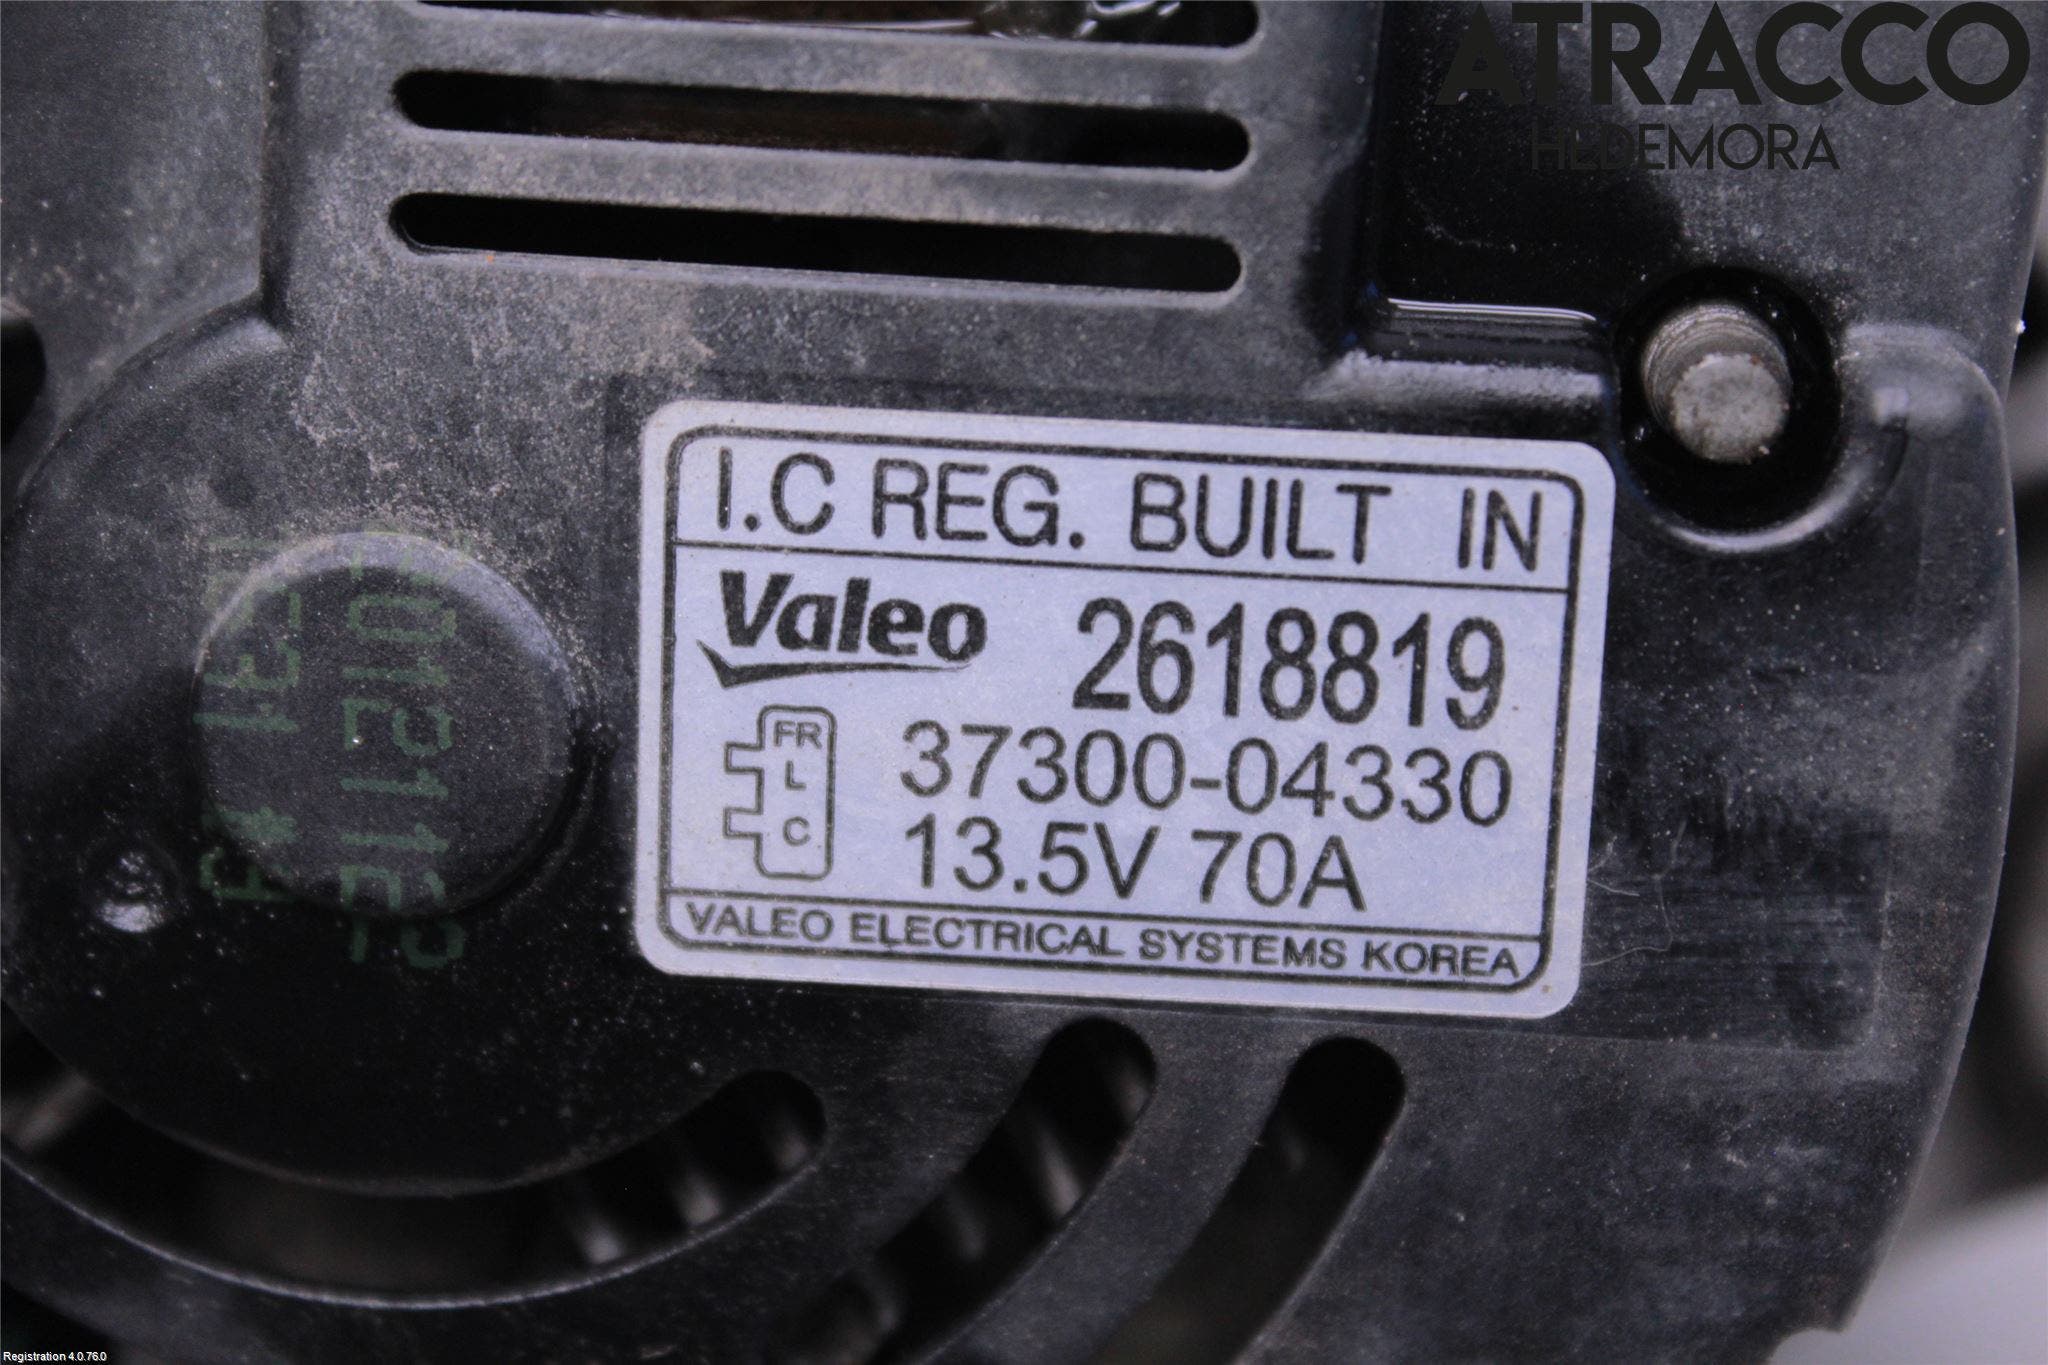 ATRACCO
HEDEMORA
I.C REG. BUILT IN
Valeo 2618819
FR
L
C
37300-04330
13.5V 70A
VALEO ELECTRICAL SYSTEMS KOREA
Registration 4.0.76.0